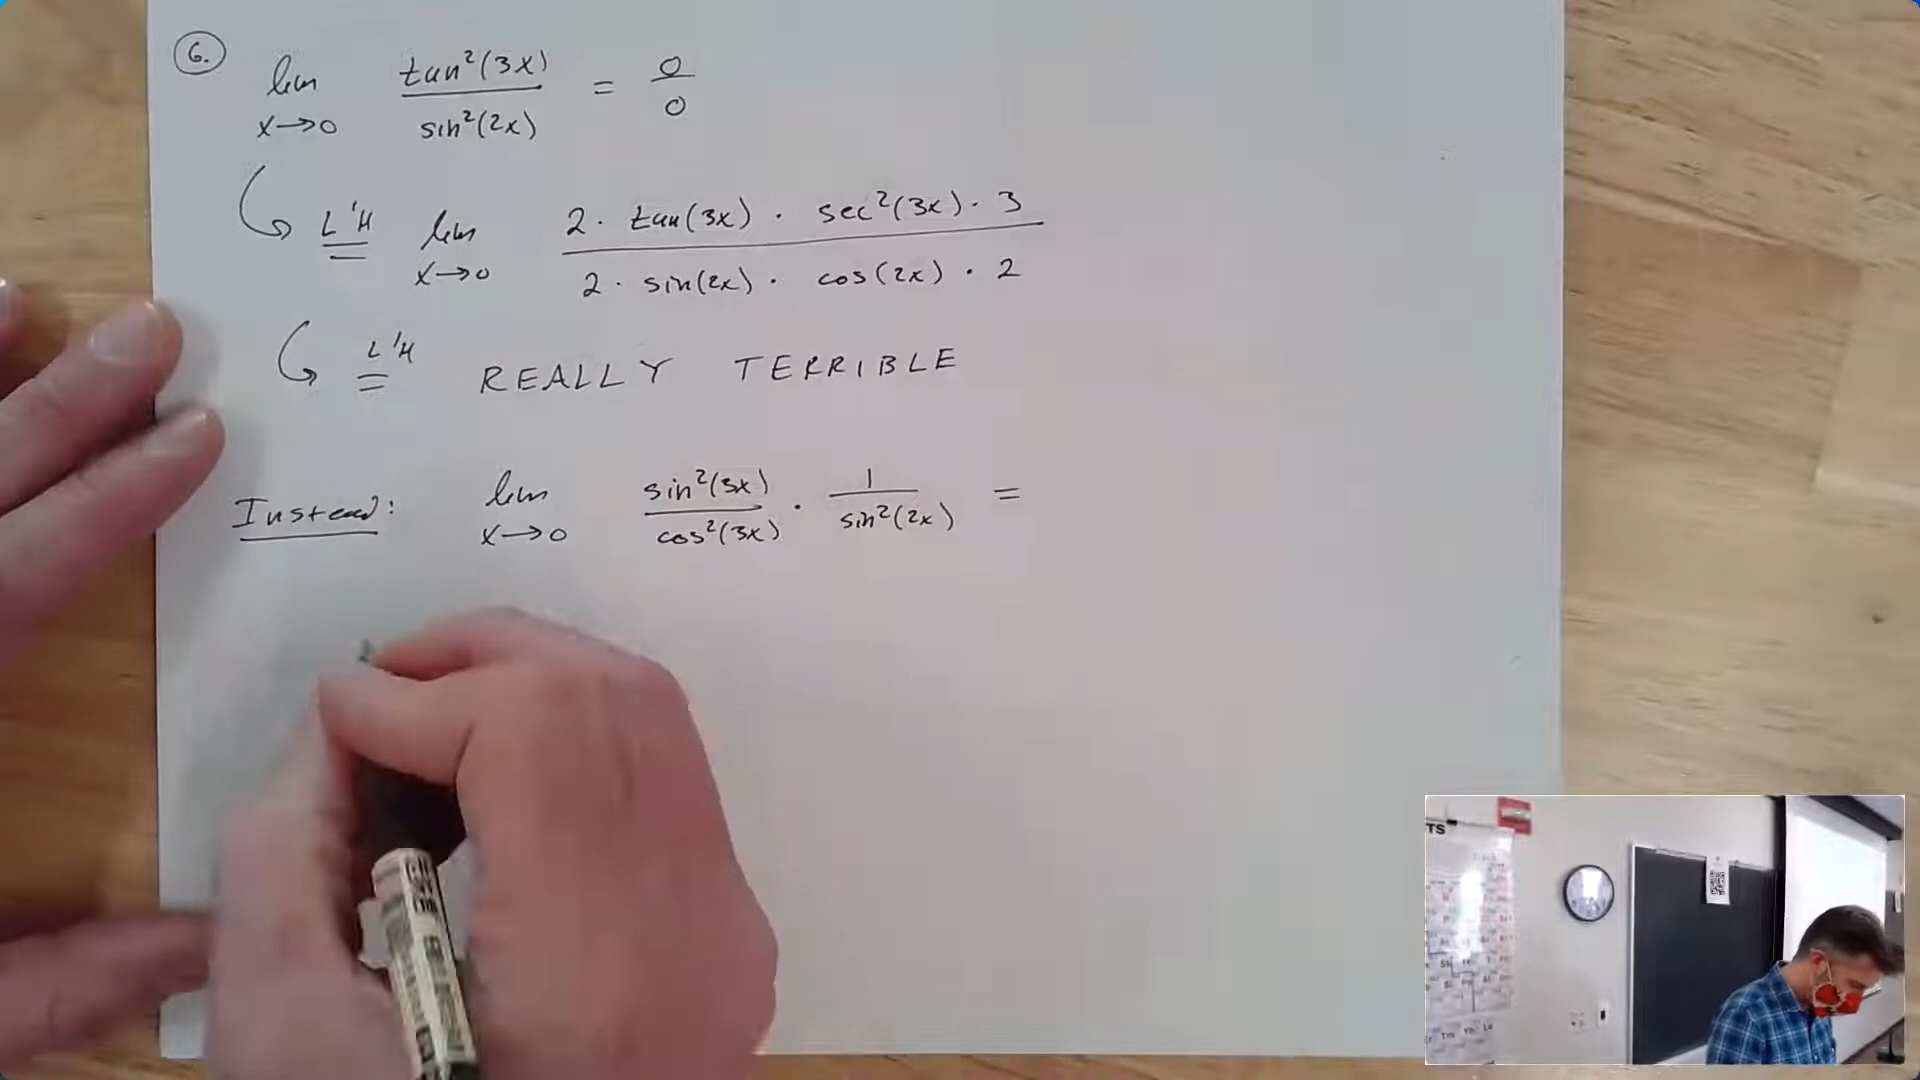 6. lim x→0 tan²(3x) / sin²(2x) = 0/0
L'H = lim x→0 2 · tan(3x) · sec²(3x) · 3 / 2 · sin(2x) · cos(2x) · 2
L'H = REALLY TERRIBLE
Instead: lim x→0 sin²(3x) / cos²(3x) · 1 / sin²(2x) =
TS